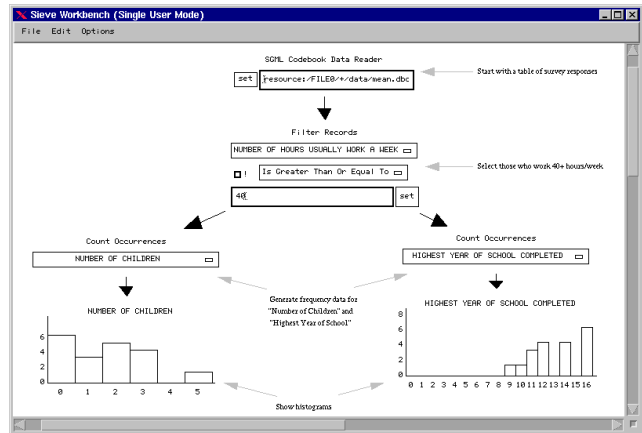 Sieve Workbench (Single User Mode)
File Edit Options
SGML Codebook Data Reader
set resource:/FILE0/+/data/mean.dbc
Start with a table of survey responses
Filter Records
NUMBER OF HOURS USUALLY WORK A WEEK
! Is Greater Than Or Equal To
Select those who work 40+ hours/week
40 set
Count Occurrences
NUMBER OF CHILDREN
Count Occurrences
HIGHEST YEAR OF SCHOOL COMPLETED
Generate frequency data for
"Number of Children" and
"Highest Year of School"
NUMBER OF CHILDREN
6
4
2
0
0 1 2 3 4 5
HIGHEST YEAR OF SCHOOL COMPLETED
8
6
4
2
0
0 1 2 3 4 5 6 7 8 9 10 11 12 13 14 15 16
Show histograms